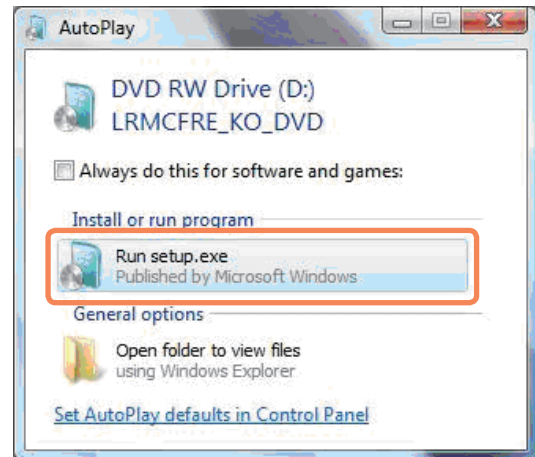 AutoPlay
DVD RW Drive (D:)
LRMCFRE_KO_DVD
Always do this for software and games:
Install or run program
Run setup.exe
Published by Microsoft Windows
General options
Open folder to view files
using Windows Explorer
Set AutoPlay defaults in Control Panel